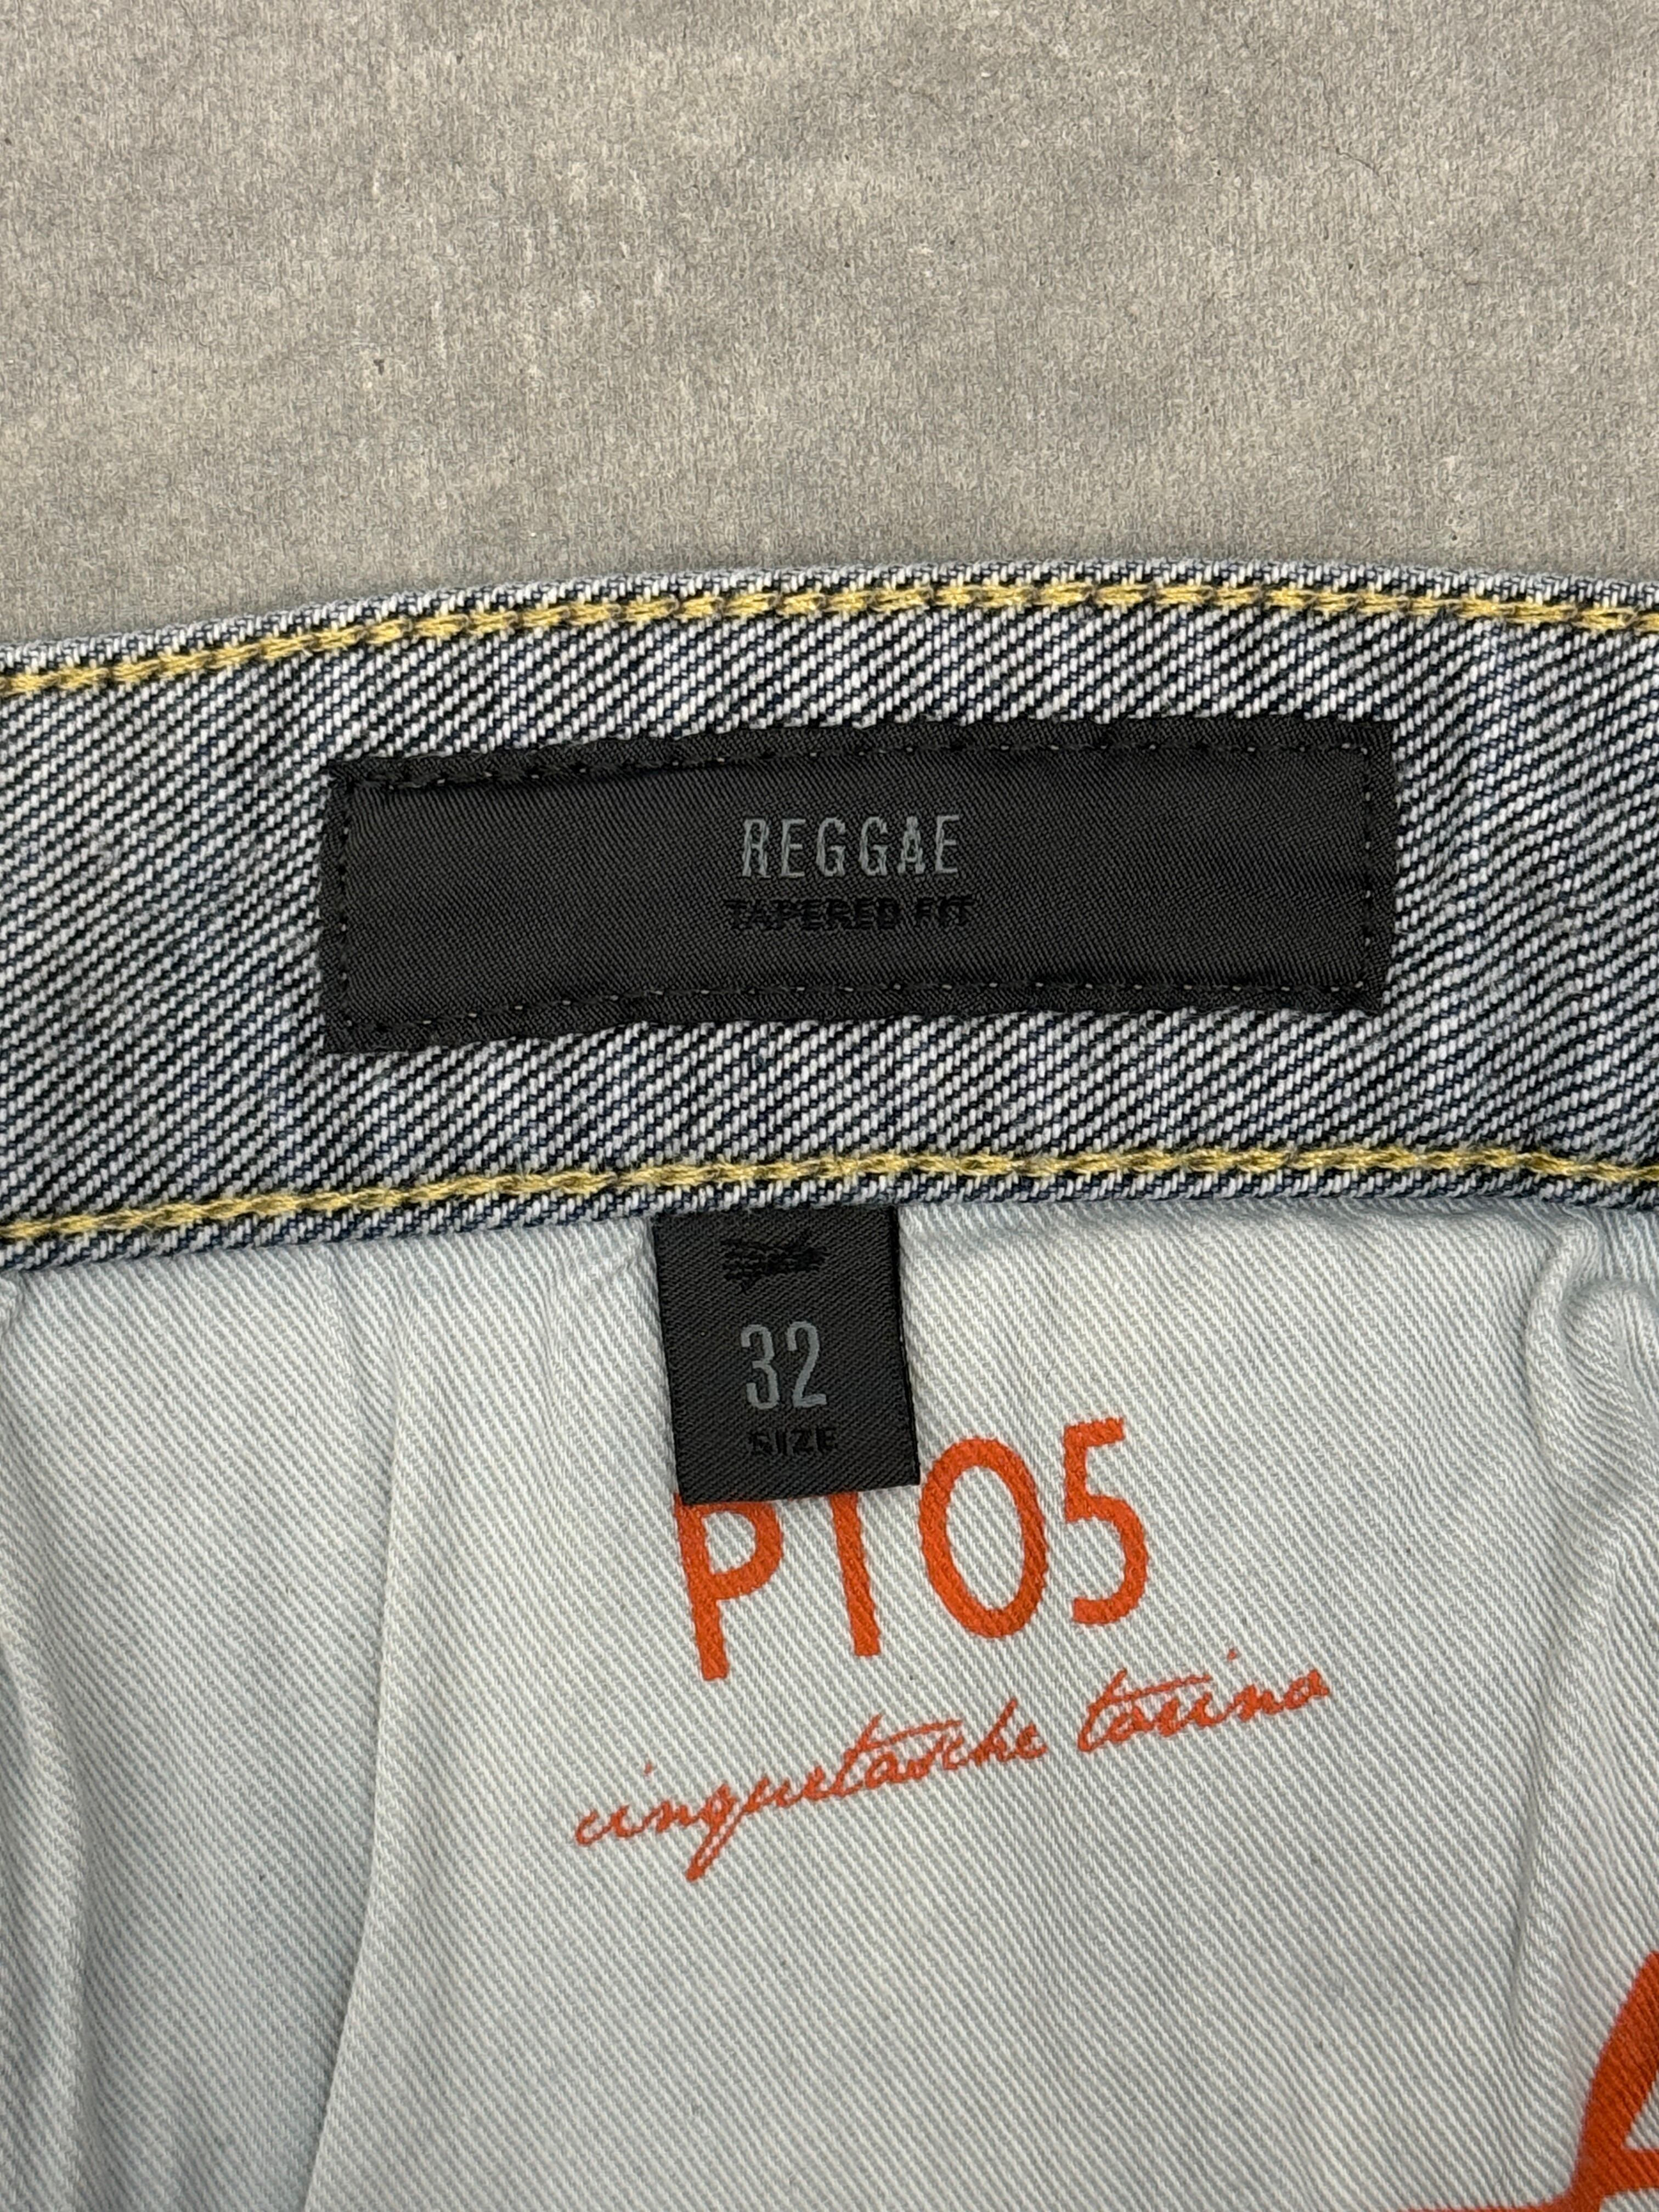 REGGAE
TAPERED FIT
32
SIZE
PT05
cinquetasche torino